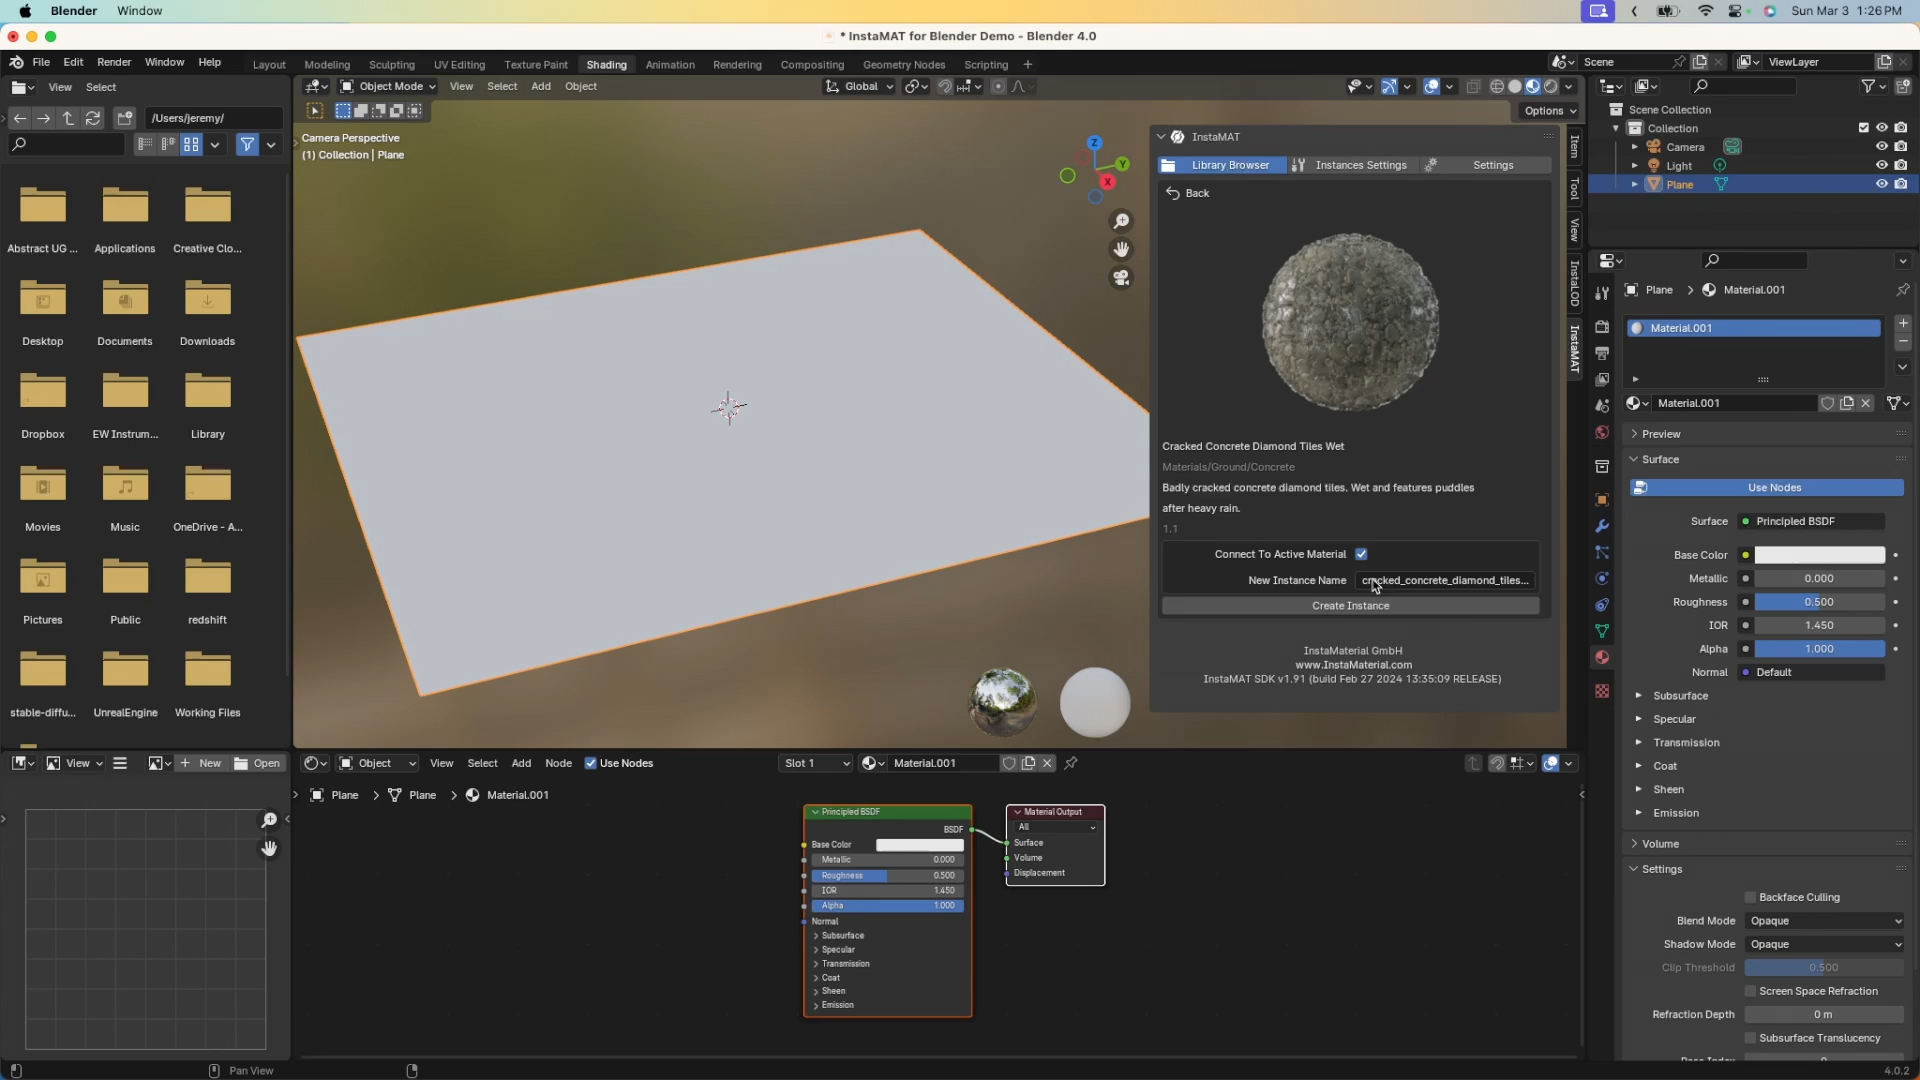 Blender Window
Sun Mar 3 1:26 PM
* InstaMAT for Blender Demo - Blender 4.0
File Edit Render Window Help
Layout Modeling Sculpting UV Editing Texture Paint Shading Animation Rendering Compositing Geometry Nodes Scripting +
Scene
ViewLayer
View Select
Object Mode View Select Add Object
Global
Options
/Users/jeremy/
Camera Perspective
(1) Collection | Plane
Z
Y
X
Abstract UG ... Applications Creative Clo...
Desktop Documents Downloads
Dropbox EW Instrum... Library
Movies Music OneDrive - A...
Pictures Public redshift
stable-diffu... UnrealEngine Working Files
InstaMAT
Library Browser Instances Settings Settings
Back
Cracked Concrete Diamond Tiles Wet
Materials/Ground/Concrete
Badly cracked concrete diamond tiles. Wet and features puddles
after heavy rain.
1.1
Connect To Active Material
New Instance Name cracked_concrete_diamond_tiles...
Create Instance
InstaMaterial GmbH
www.InstaMaterial.com
InstaMAT SDK v1.91 (build Feb 27 2024 13:35:09 RELEASE)
Item
Tool
View
InstaLOD
InstaMAT
Scene Collection
Collection
Camera
Light
Plane
Plane > Material.001
Material.001
Material.001
Preview
Surface
Use Nodes
Surface Principled BSDF
Base Color
Metallic 0.000
Roughness 0.500
IOR 1.450
Alpha 1.000
Normal Default
Subsurface
Specular
Transmission
Coat
Sheen
Emission
Volume
Settings
Backface Culling
Blend Mode Opaque
Shadow Mode Opaque
Clip Threshold 0.500
Screen Space Refraction
Refraction Depth 0 m
Subsurface Translucency
View New Open
Object View Select Add Node Use Nodes Slot 1 Material.001
Plane > Plane > Material.001
Principled BSDF
BSDF
Base Color
Metallic 0.000
Roughness 0.500
IOR 1.450
Alpha 1.000
Normal
Subsurface
Specular
Transmission
Coat
Sheen
Emission
Material Output
All
Surface
Volume
Displacement
Pan View
4.0.2